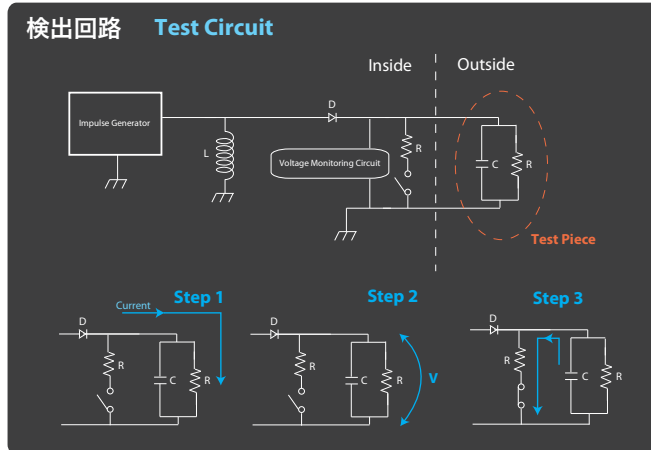 検出回路 Test Circuit
Inside Outside
D
Impulse Generator
L
Voltage Monitoring Circuit
R
C
R
Test Piece
Step 1
Current
D
R
C
R
Step 2
D
R
C
R
V
Step 3
D
R
C
R